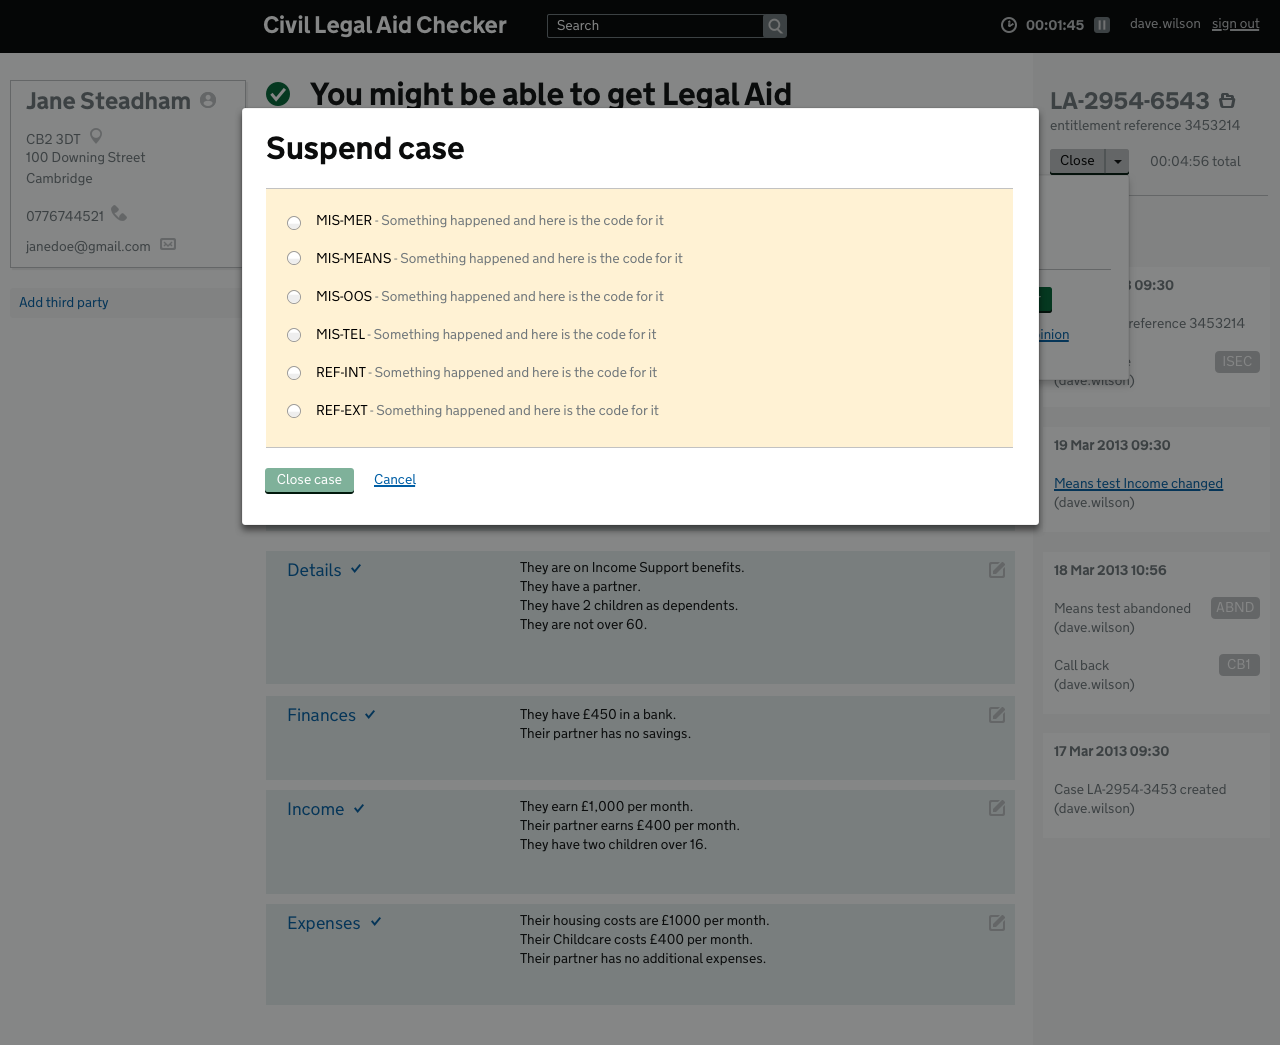 Civil Legal Aid Checker
Search
00:01:45
dave.wilson sign out
Jane Steadham
CB2 3DT
100 Downing Street
Cambridge
0776744521
janedoe@gmail.com
Add third party
You might be able to get Legal Aid
LA-2954-6543
entitlement reference 3453214
Close
00:04:56 total
Suspend case
MIS-MER - Something happened and here is the code for it
MIS-MEANS - Something happened and here is the code for it
MIS-OOS - Something happened and here is the code for it
MIS-TEL - Something happened and here is the code for it
REF-INT - Something happened and here is the code for it
REF-EXT - Something happened and here is the code for it
Close case Cancel
09:30
reference 3453214
ISEC
(dave.wilson)
19 Mar 2013 09:30
Means test Income changed
(dave.wilson)
18 Mar 2013 10:56
Means test abandoned ABND
(dave.wilson)
Call back CB1
(dave.wilson)
17 Mar 2013 09:30
Case LA-2954-3453 created
(dave.wilson)
Details
They are on Income Support benefits.
They have a partner.
They have 2 children as dependents.
They are not over 60.
Finances
They have £450 in a bank.
Their partner has no savings.
Income
They earn £1,000 per month.
Their partner earns £400 per month.
They have two children over 16.
Expenses
Their housing costs are £1000 per month.
Their Childcare costs £400 per month.
Their partner has no additional expenses.